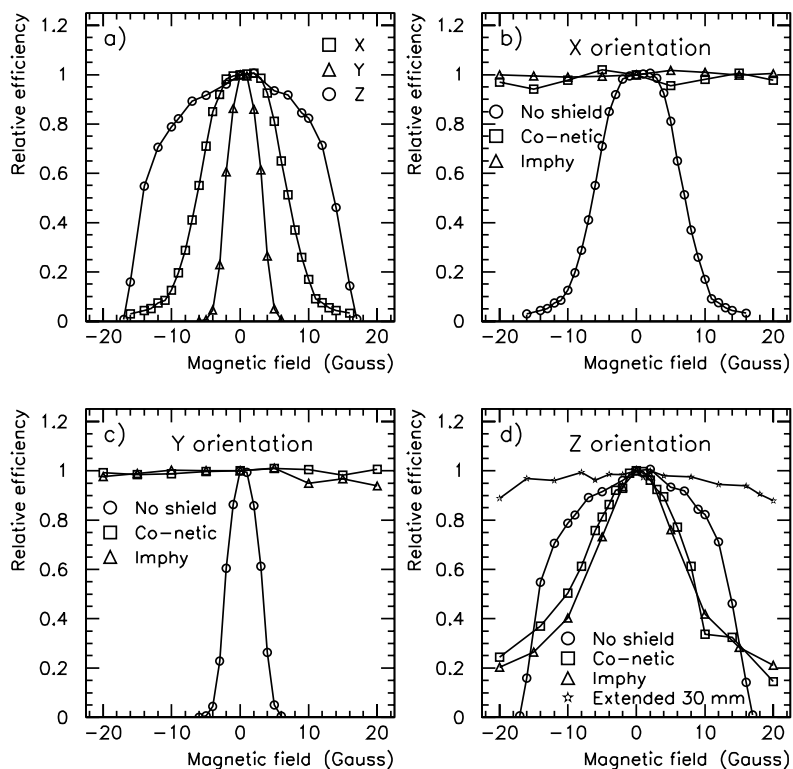 a)
X
Y
Z
Relative efficiency
1.2
1
0.8
0.6
0.4
0.2
0
−20 −10 0 10 20
Magnetic field (Gauss)
b)
X orientation
No shield
Co−netic
Imphy
Relative efficiency
1.2
1
0.8
0.6
0.4
0.2
0
−20 −10 0 10 20
Magnetic field (Gauss)
c)
Y orientation
No shield
Co−netic
Imphy
Relative efficiency
1.2
1
0.8
0.6
0.4
0.2
0
−20 −10 0 10 20
Magnetic field (Gauss)
d)
Z orientation
No shield
Co−netic
Imphy
Extended 30 mm
Relative efficiency
1.2
1
0.8
0.6
0.4
0.2
0
−20 −10 0 10 20
Magnetic field (Gauss)